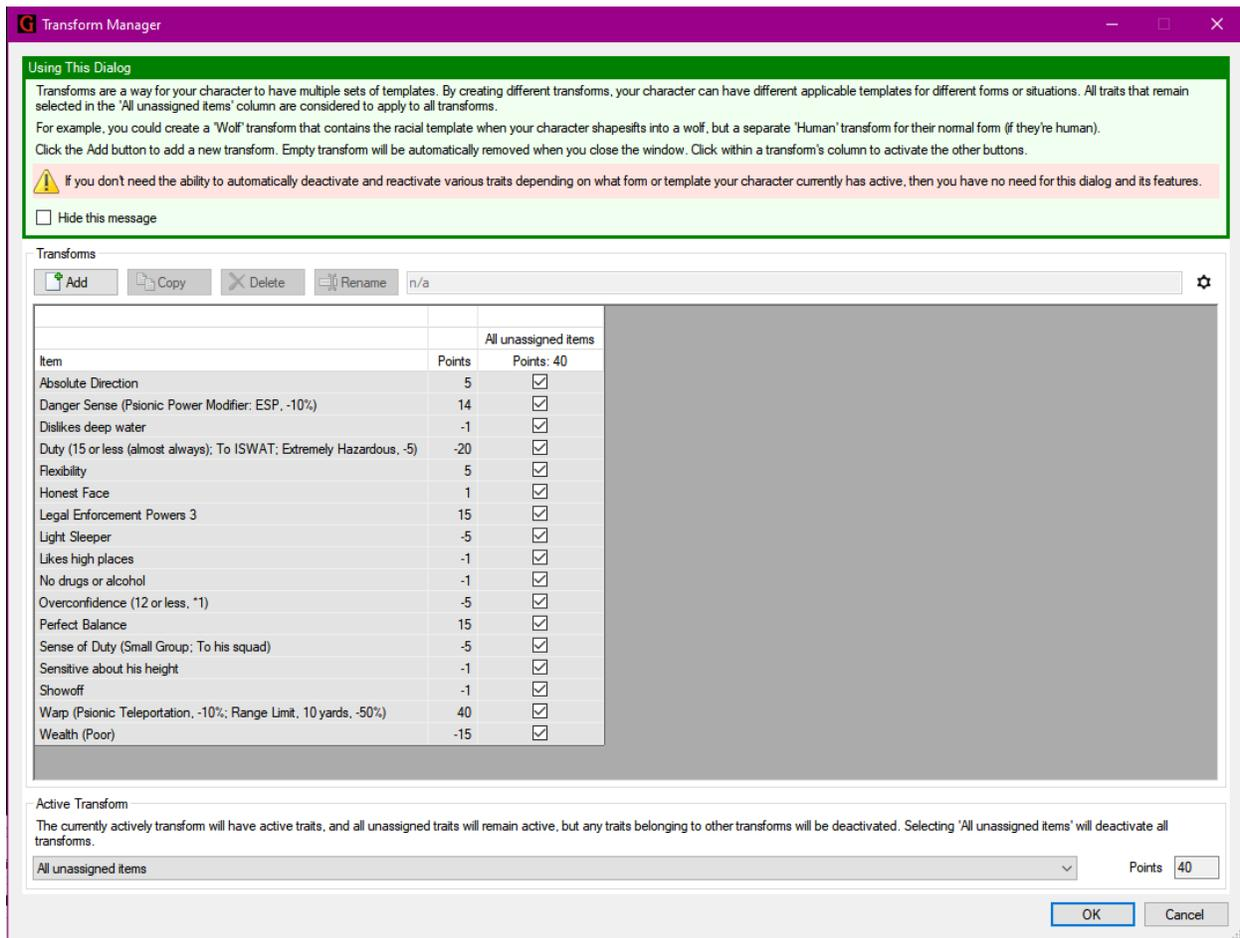 Transform Manager
Using This Dialog
Transforms are a way for your character to have multiple sets of templates. By creating different transforms, your character can have different applicable templates for different forms or situations. All traits that remain
selected in the 'All unassigned items' column are considered to apply to all transforms.
For example, you could create a 'Wolf' transform that contains the racial template when your character shapesifts into a wolf, but a separate 'Human' transform for their normal form (if they're human).
Click the Add button to add a new transform. Empty transform will be automatically removed when you close the window. Click within a transform's column to activate the other buttons.
If you don't need the ability to automatically deactivate and reactivate various traits depending on what form or template your character currently has active, then you have no need for this dialog and its features.
Hide this message
Transforms
Add Copy Delete Rename n/a
All unassigned items
Item Points Points: 40
Absolute Direction 5
Danger Sense (Psionic Power Modifier: ESP, -10%) 14
Dislikes deep water -1
Duty (15 or less (almost always); To ISWAT; Extremely Hazardous, -5) -20
Flexibility 5
Honest Face 1
Legal Enforcement Powers 3 15
Light Sleeper -5
Likes high places -1
No drugs or alcohol -1
Overconfidence (12 or less, *1) -5
Perfect Balance 15
Sense of Duty (Small Group; To his squad) -5
Sensitive about his height -1
Showoff -1
Warp (Psionic Teleportation, -10%; Range Limit, 10 yards, -50%) 40
Wealth (Poor) -15
Active Transform
The currently actively transform will have active traits, and all unassigned traits will remain active, but any traits belonging to other transforms will be deactivated. Selecting 'All unassigned items' will deactivate all
transforms.
All unassigned items Points 40
OK Cancel